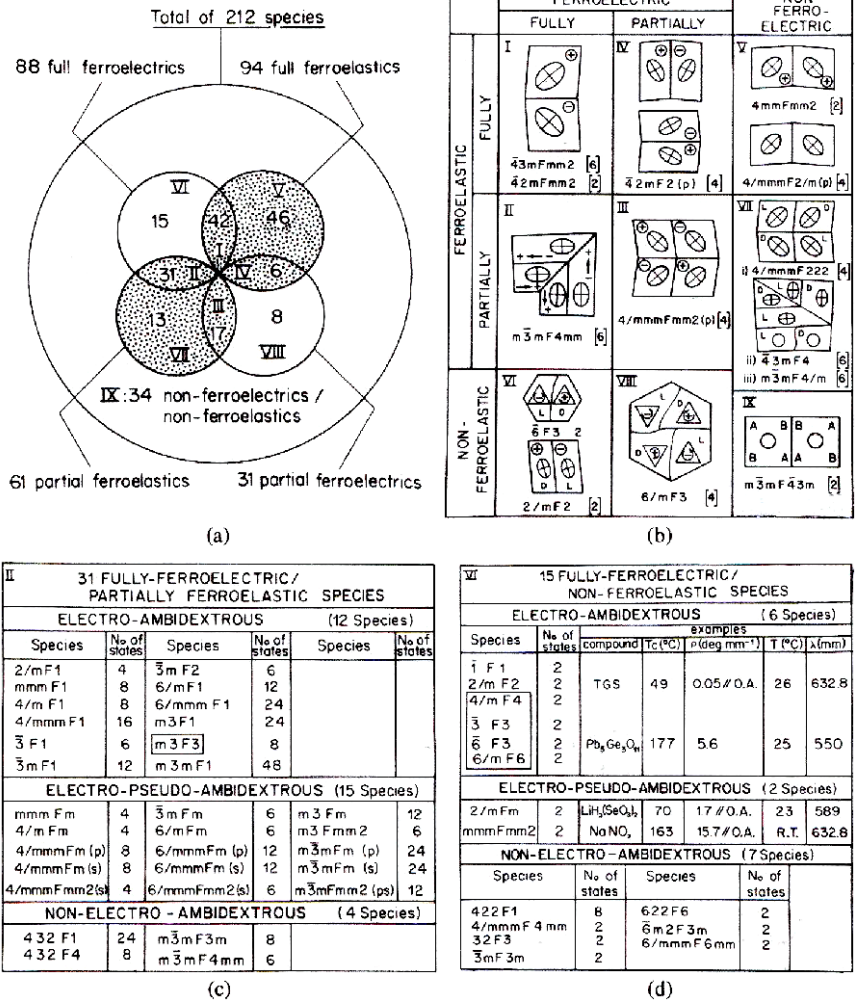 Total of 212 species
88 full ferroelectrics
94 full ferroelastics
VI
V
15
42
46
I
31
II
IV
6
III
13
17
8
VII
VIII
IX:34 non-ferroelectrics/
non-ferroelastics
61 partial ferroelastics
31 partial ferroelectrics
(a)
FERROELECTRIC
NON-
FERRO-
ELECTRIC
FULLY
PARTIALLY
FERROELASTIC
FULLY
PARTIALLY
NON-
FERROELASTIC
I
4̄3mFmm2 [6]
4̄2mFmm2 [2]
IV
4̄2mF2(p) [4]
V
4mmFmm2 [2]
4/mmmF2/m(p) [4]
II
m3̄mF4mm [6]
III
4/mmmFmm2(p) [4]
VII
L D
D L
i) 4/mmmF222 [4]
D
L D
L D
ii) 4̄3mF4 [6]
iii) m3̄mF4/m [6]
VI
L D
6̄F3 2
D L
2/mF2 [2]
VIII
L D
D L
6/mF3 [4]
IX
A B B A
B A A B
m3̄mF4̄3m [2]
(b)
II
31 FULLY-FERROELECTRIC/
PARTIALLY FERROELASTIC SPECIES
ELECTRO-AMBIDEXTROUS (12 Species)
Species No of states Species No of states Species No of states
2/mF1 4 3̄mF2 6
mmmF1 8 6/mF1 12
4/mF1 8 6/mmmF1 24
4/mmmF1 16 m3F1 24
3̄F1 6 m3F3 8
3̄mF1 12 m3mF1 48
ELECTRO-PSEUDO-AMBIDEXTROUS (15 Species)
mmmFm 4 3̄mFm 6 m3Fm 12
4/mFm 4 6/mFm 6 m3Fmm2 6
4/mmmFm(p) 8 6/mmmFm(p) 12 m3̄mFm(p) 24
4/mmmFm(s) 8 6/mmmFm(s) 12 m3̄mFm(s) 24
4/mmmFmm2(s) 4 6/mmmFmm2(s) 6 m3̄mFmm2(ps) 12
NON-ELECTRO-AMBIDEXTROUS (4 Species)
432F1 24 m3̄mF3m 8
432F4 8 m3̄mF4mm 6
(c)
VI
15 FULLY-FERROELECTRIC/
NON-FERROELASTIC SPECIES
ELECTRO-AMBIDEXTROUS (6 Species)
examples
Species No of states compound Tc(°C) ρ(deg mm⁻¹) T(°C) λ(mm)
1̄F1 2
2/mF2 2 TGS 49 0.05//O.A. 26 632.8
4/mF4 2
3̄F3 2
6̄F3 2 Pb₅Ge₃O₁₁ 177 5.6 25 550
6/mF6 2
ELECTRO-PSEUDO-AMBIDEXTROUS (2 Species)
2/mFm 2 LiH₃(SeO₃)₂ 70 1.7//O.A. 23 589
mmmFmm2 2 NaNO₂ 163 15.7//O.A. R.T. 632.8
NON-ELECTRO-AMBIDEXTROUS (7 Species)
Species No of states Species No of states
422F1 8 622F6 2
4/mmmF4mm 2 6̄m2F3m 2
32F3 2 6/mmmF6mm 2
3̄mF3m 2
(d)